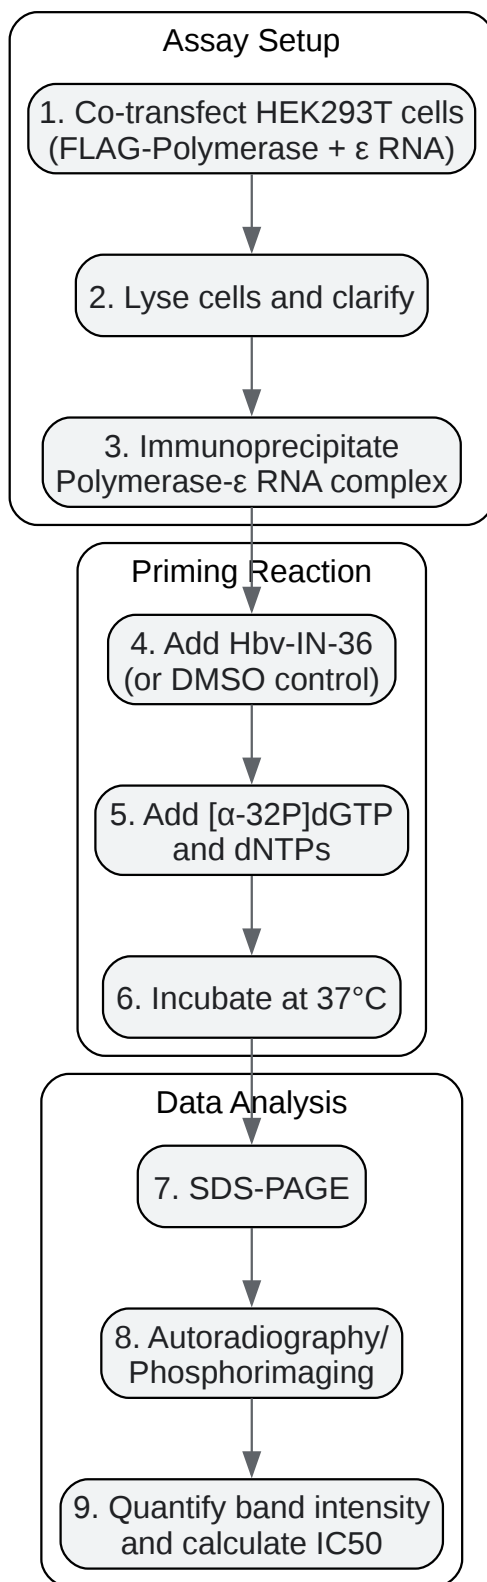 Assay Setup
1. Co-transfect HEK293T cells
(FLAG-Polymerase + ε RNA)
2. Lyse cells and clarify
3. Immunoprecipitate
Polymerase-ε RNA complex
Priming Reaction
4. Add Hbv-IN-36
(or DMSO control)
5. Add [α-32P]dGTP
and dNTPs
6. Incubate at 37°C
Data Analysis
7. SDS-PAGE
8. Autoradiography/
Phosphorimaging
9. Quantify band intensity
and calculate IC50